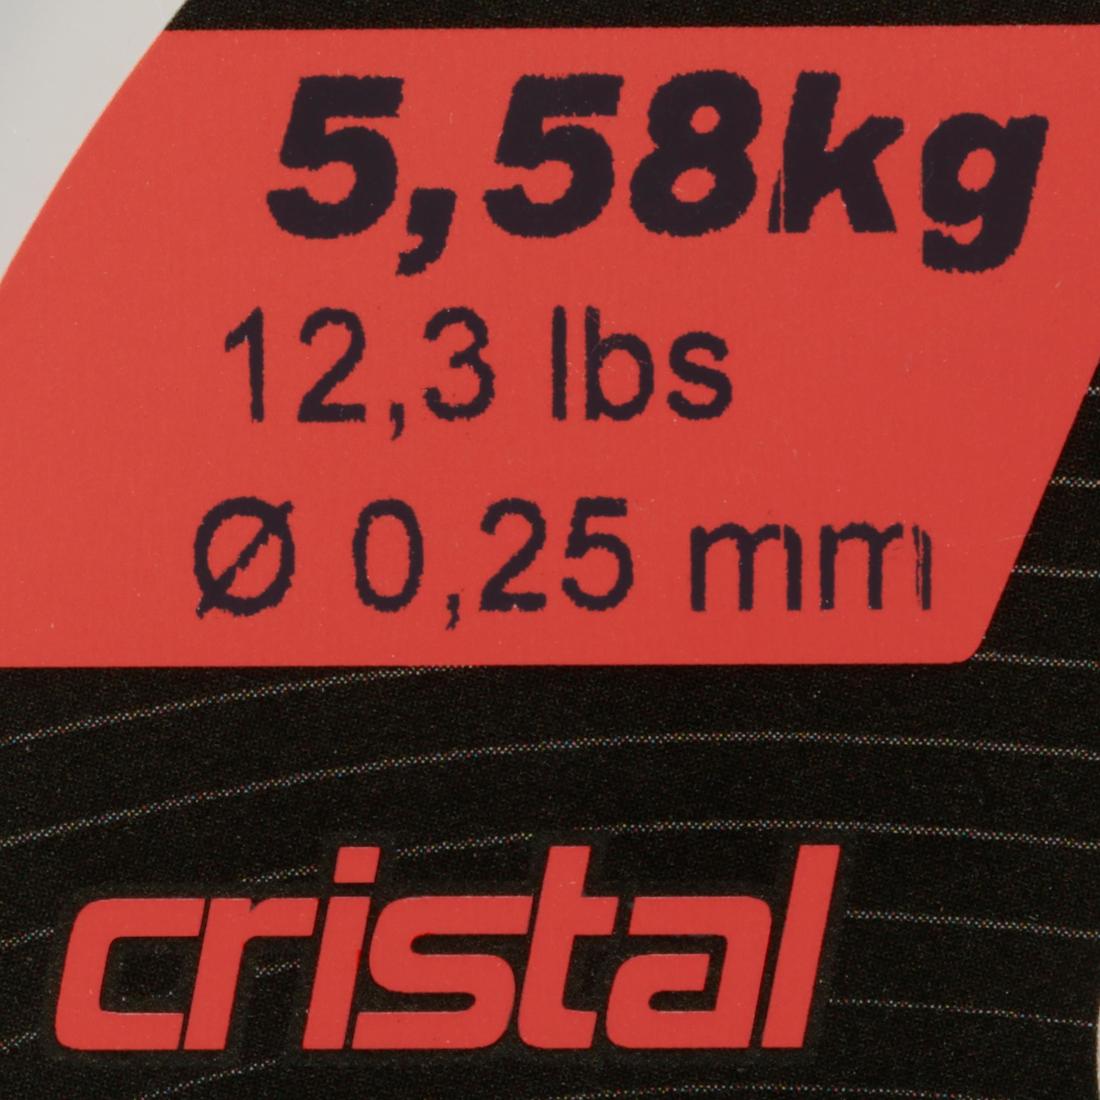 5,58kg
12,3 lbs
Ø 0,25 mm
cristal